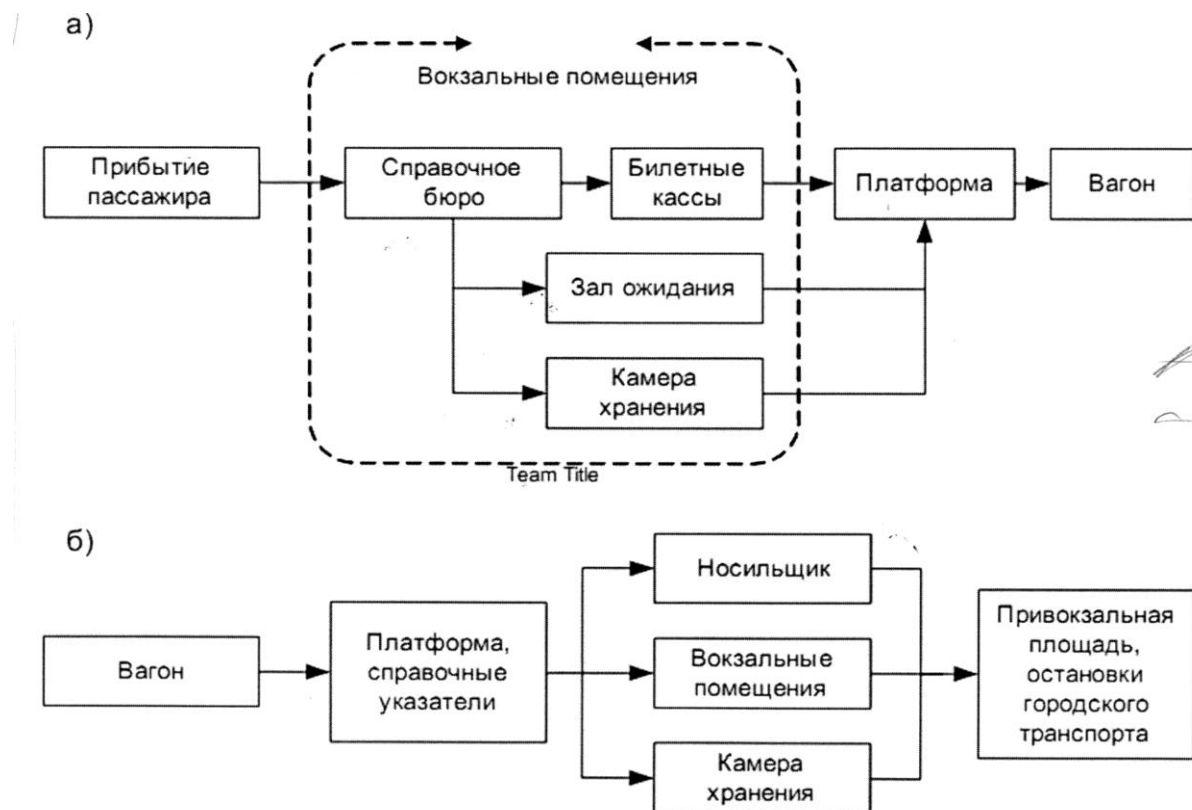 а)
Вокзальные помещения
Прибытие
пассажира
Справочное
бюро
Билетные
кассы
Платформа
Вагон
Зал ожидания
Камера
хранения
Team Title
б)
Вагон
Платформа,
справочные
указатели
Носильщик
Вокзальные
помещения
Камера
хранения
Привокзальная
площадь,
остановки
городского
транспорта